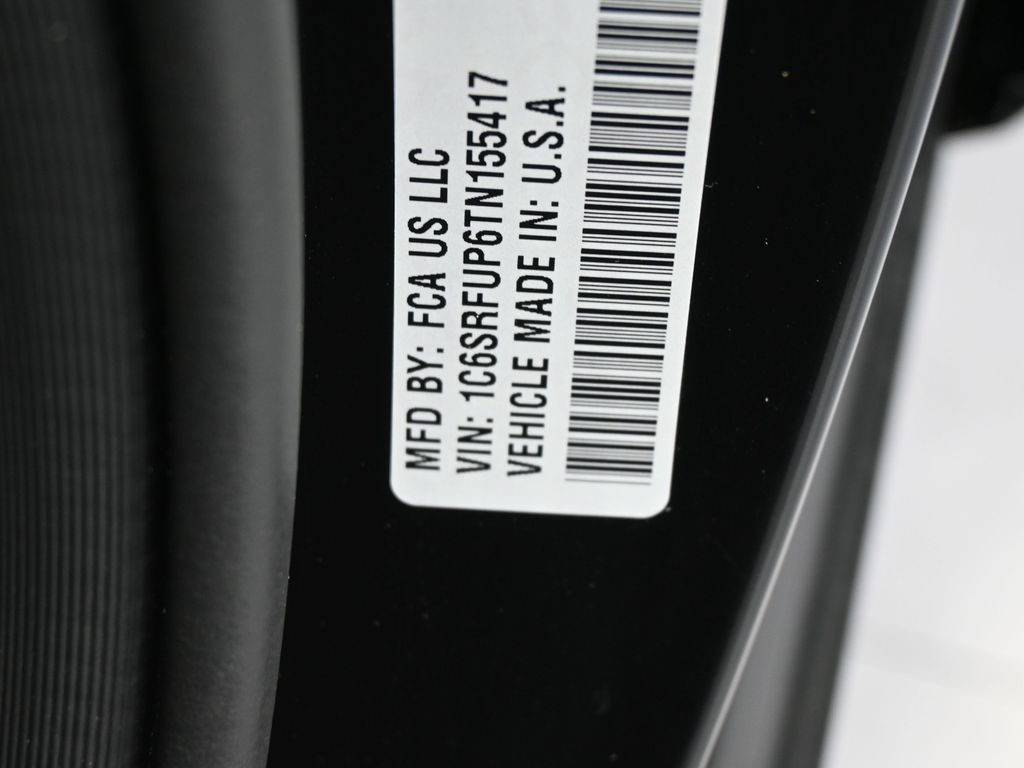 MFD BY: FCA US LLC
VIN: 1C6SRFUP6TN155417
VEHICLE MADE IN: U.S.A.